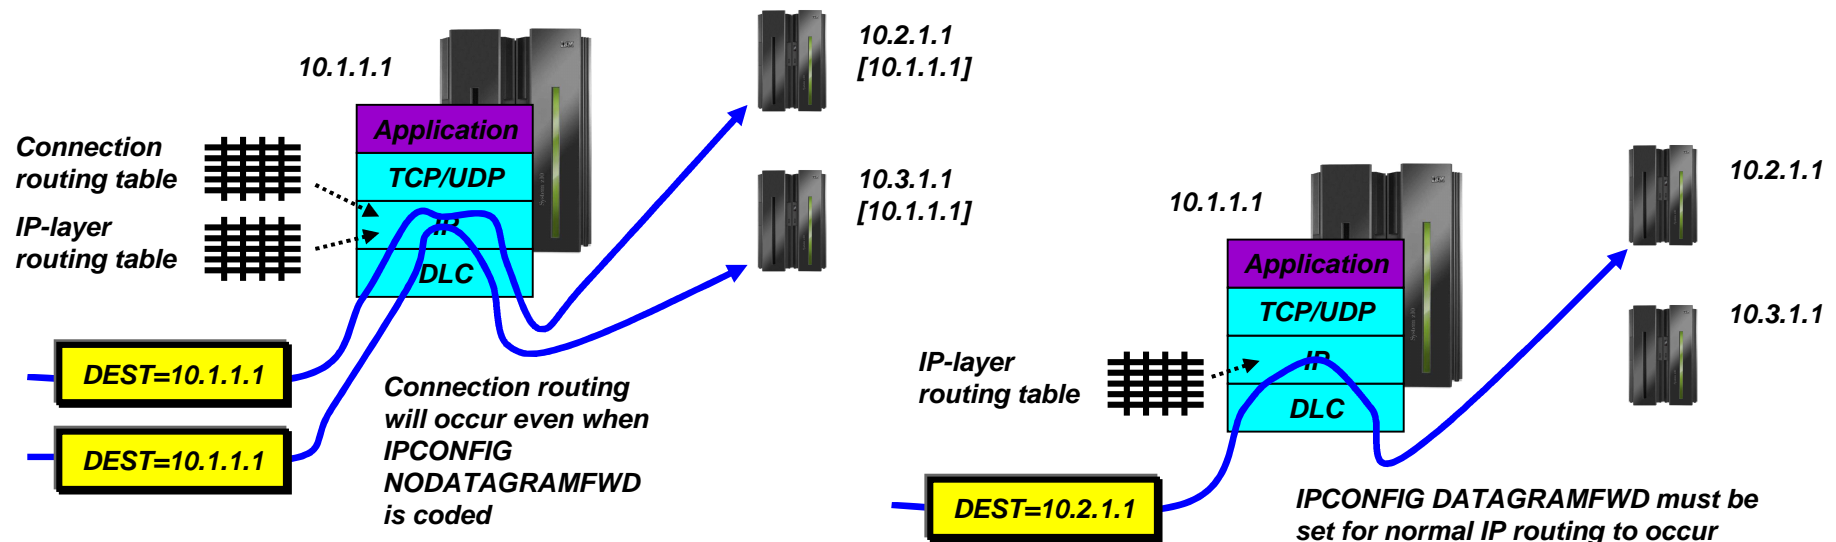 10.1.1.1
10.2.1.1
[10.1.1.1]
Connection
routing table
IP-layer
routing table
Application
TCP/UDP
IP
DLC
10.3.1.1
[10.1.1.1]
DEST=10.1.1.1
DEST=10.1.1.1
Connection routing
will occur even when
IPCONFIG
NODATAGRAMFWD
is coded
10.1.1.1
10.2.1.1
10.3.1.1
Application
TCP/UDP
IP
DLC
IP-layer
routing table
DEST=10.2.1.1
IPCONFIG DATAGRAMFWD must be
set for normal IP routing to occur